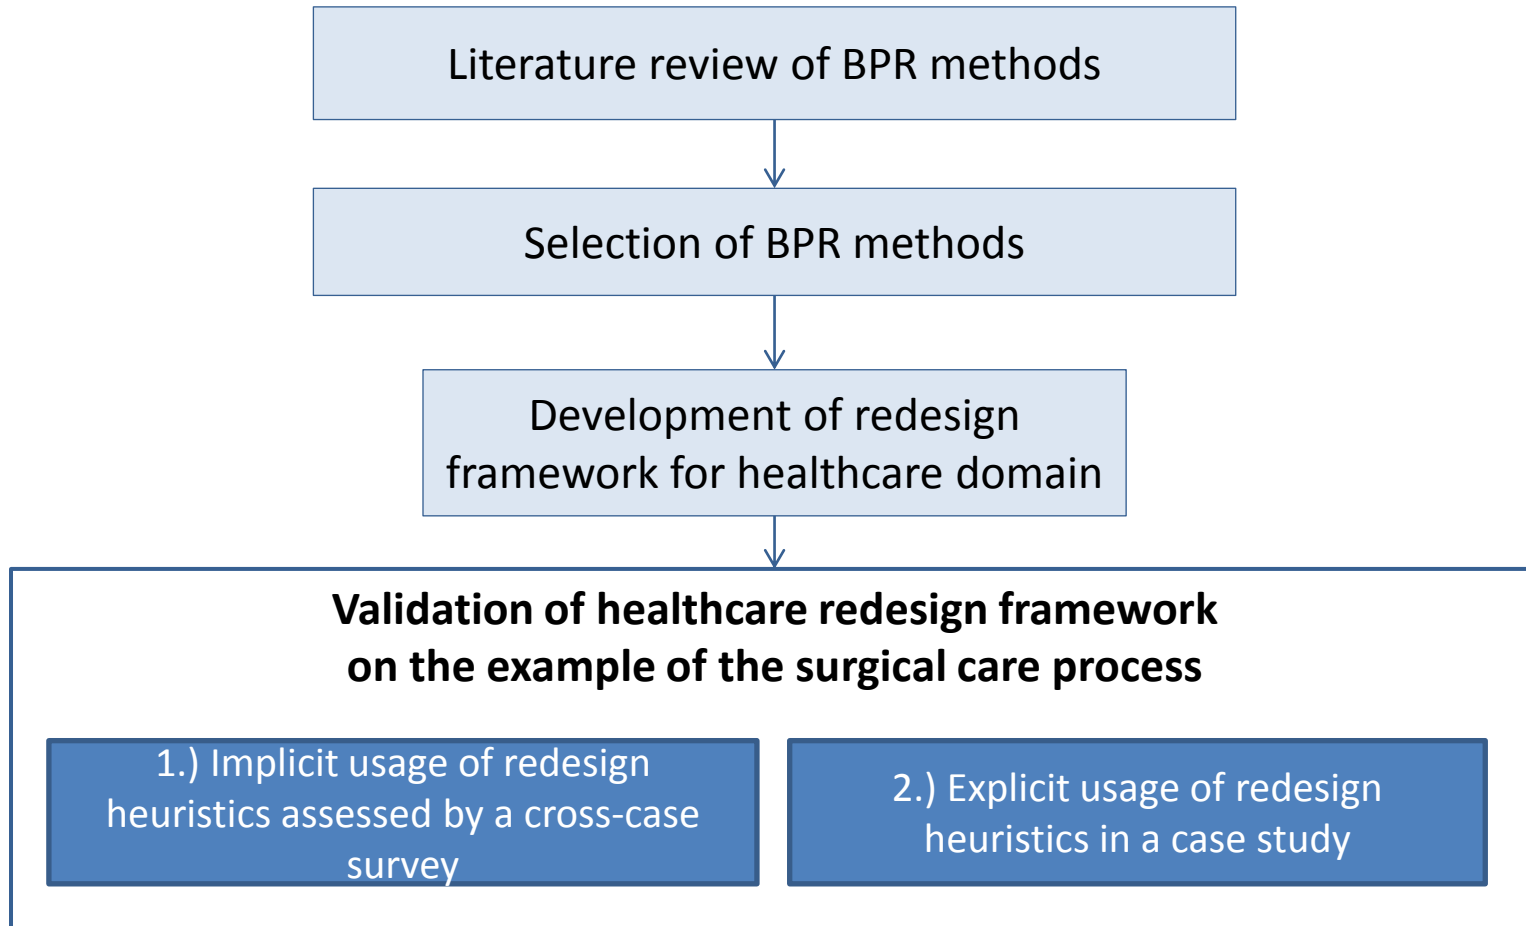 Literature review of BPR methods
Selection of BPR methods
Development of redesign
framework for healthcare domain
Validation of healthcare redesign framework
on the example of the surgical care process
1.) Implicit usage of redesign
heuristics assessed by a cross-case
survey
2.) Explicit usage of redesign
heuristics in a case study